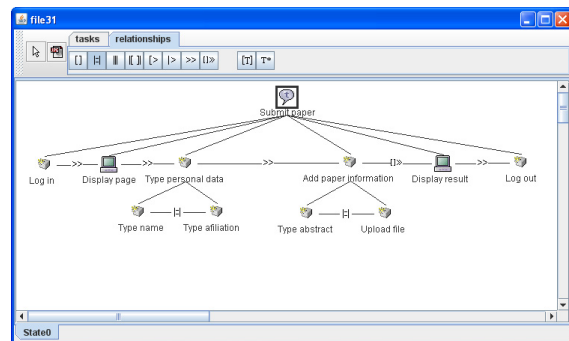 file31
tasks relationships
[] |=| ||| |[]| [> |> >> []>> [T] T*
Submit paper
>> >> >> []>> >>
Log in Display page Type personal data Add paper information Display result Log out
|=| |=|
Type name Type afiliation Type abstract Upload file
State0